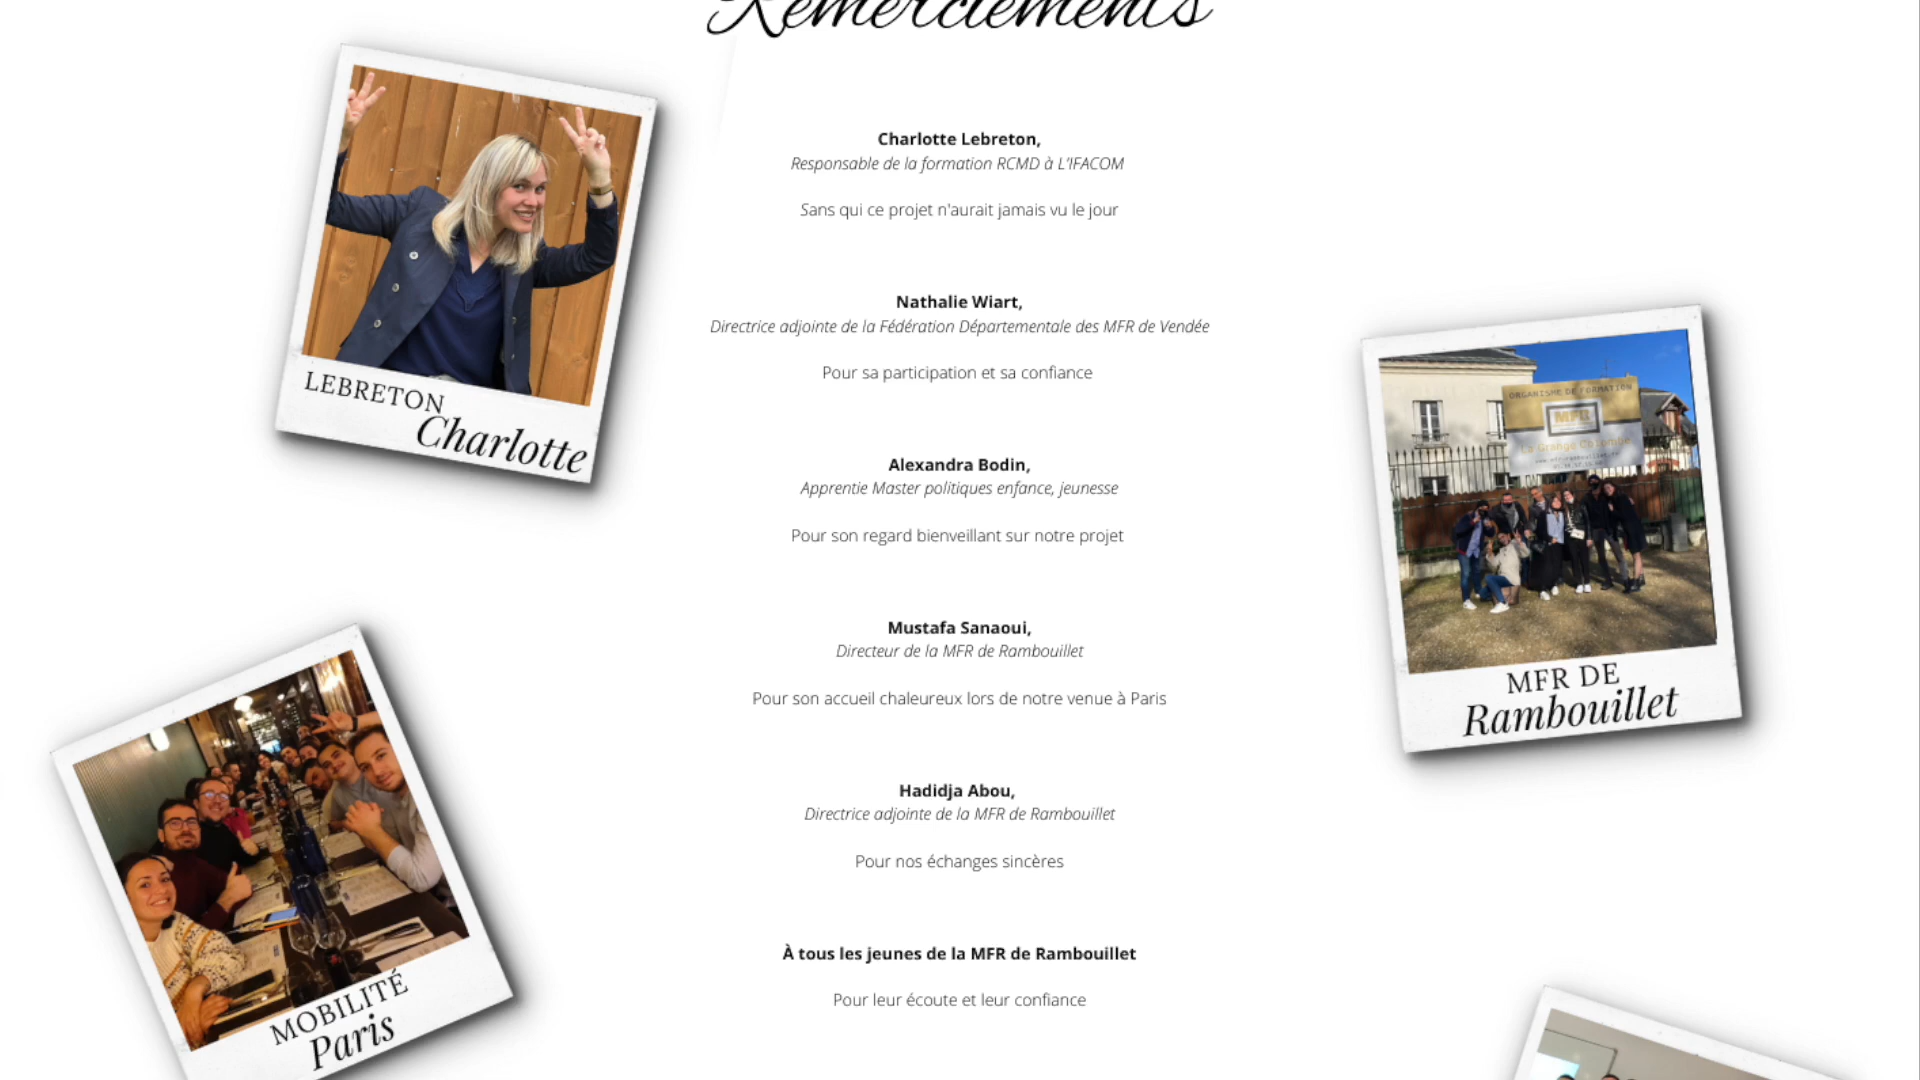 Remerciements
Charlotte Lebreton,
Responsable de la formation RCMD à L'IFACOM
Sans qui ce projet n'aurait jamais vu le jour
Nathalie Wiart,
Directrice adjointe de la Fédération Départementale des MFR de Vendée
Pour sa participation et sa confiance
Alexandra Bodin,
Apprentie Master politiques enfance, jeunesse
Pour son regard bienveillant sur notre projet
Mustafa Sanaoui,
Directeur de la MFR de Rambouillet
Pour son accueil chaleureux lors de notre venue à Paris
Hadidja Abou,
Directrice adjointe de la MFR de Rambouillet
Pour nos échanges sincères
À tous les jeunes de la MFR de Rambouillet
Pour leur écoute et leur confiance
LEBRETON
Charlotte
MOBILITÉ
Paris
ORGANISME DE FORMATION
MFR
La Grange Colombe
MFR DE
Rambouillet